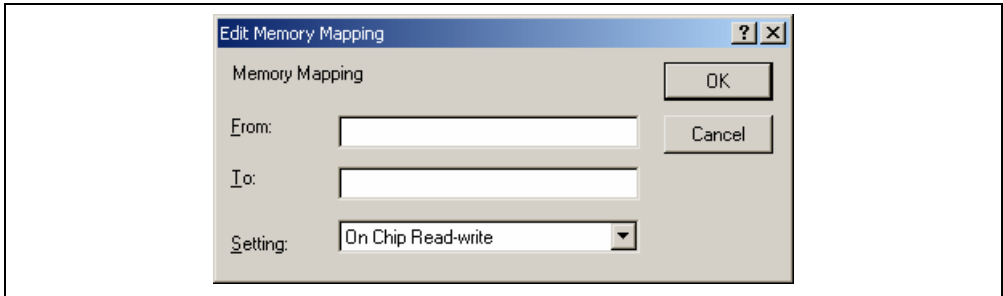 Edit Memory Mapping
Memory Mapping
OK
From:
Cancel
To:
Setting: On Chip Read-write